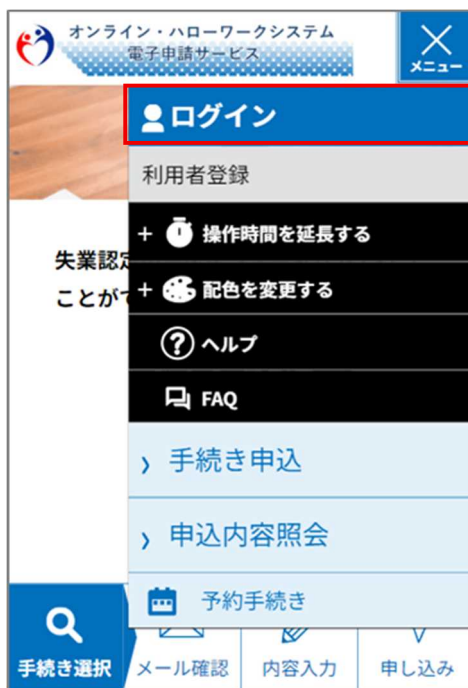 オンライン・ハローワークシステム
電子申請サービス
メニュー
ログイン
利用者登録
+ 操作時間を延長する
失業認定
+ 配色を変更する
ことがで
? ヘルプ
FAQ
› 手続き申込
› 申込内容照会
予約手続き
手続き選択
メール確認
内容入力
申し込み